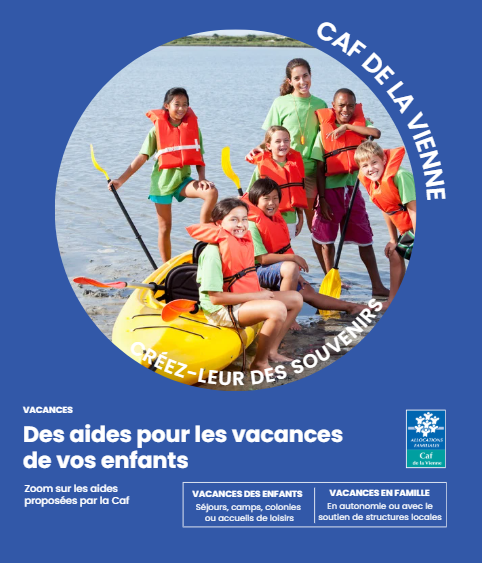 CAF DE LA VIENNE
CRÉEZ-LEUR DES SOUVENIRS
VACANCES
Des aides pour les vacances
de vos enfants
Zoom sur les aides
proposées par la Caf
VACANCES DES ENFANTS
Séjours, camps, colonies
ou accueils de loisirs
VACANCES EN FAMILLE
En autonomie ou avec le
soutien de structures locales
ALLOCATIONS
FAMILIALES
Caf
de la Vienne